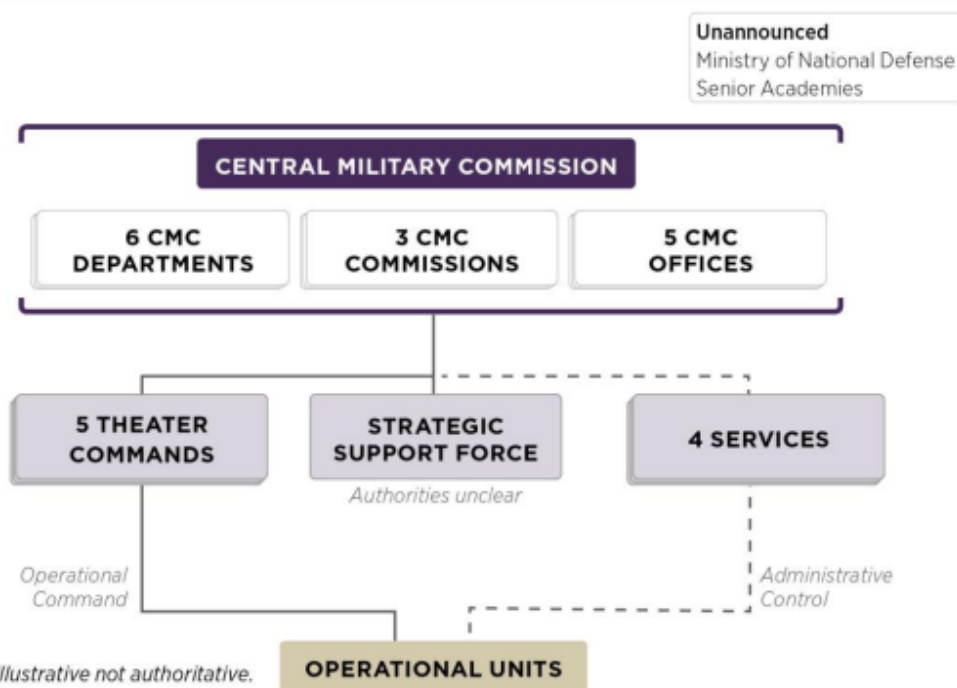 Unannounced
Ministry of National Defense
Senior Academies
CENTRAL MILITARY COMMISSION
6 CMC
DEPARTMENTS
3 CMC
COMMISSIONS
5 CMC
OFFICES
5 THEATER
COMMANDS
STRATEGIC
SUPPORT FORCE
4 SERVICES
Authorities unclear
Operational
Command
Administrative
Control
llustrative not authoritative.
OPERATIONAL UNITS